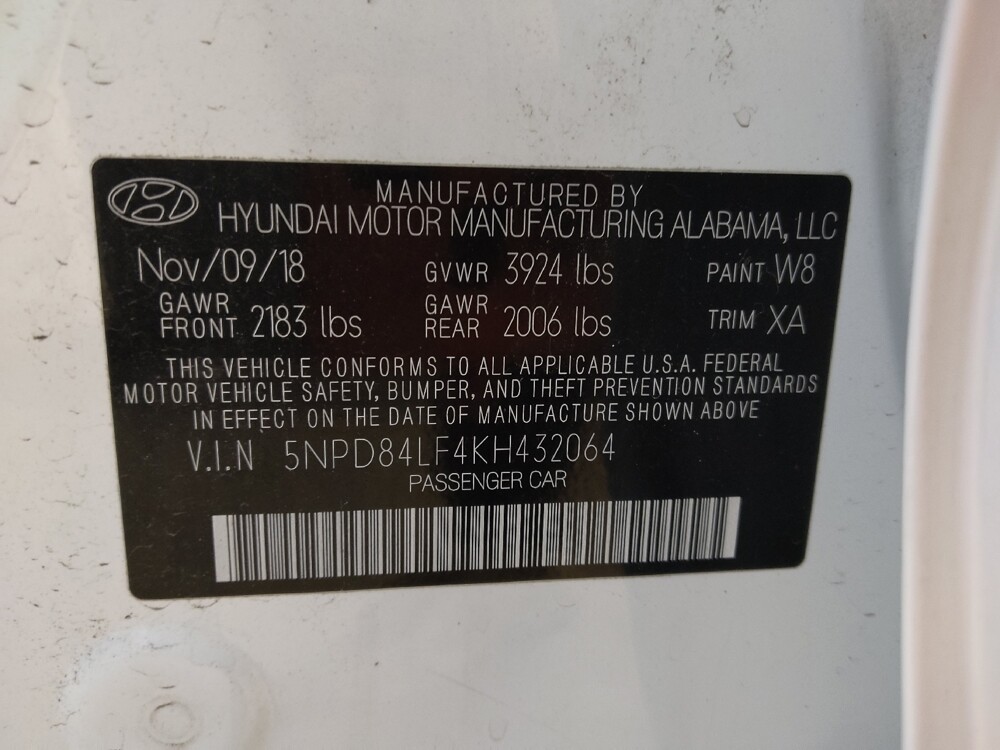 MANUFACTURED BY
HYUNDAI MOTOR MANUFACTURING ALABAMA, LLC
Nov/09/18 GVWR 3924 lbs PAINT W8
GAWR FRONT 2183 lbs GAWR REAR 2006 lbs TRIM XA
THIS VEHICLE CONFORMS TO ALL APPLICABLE U.S.A. FEDERAL
MOTOR VEHICLE SAFETY, BUMPER, AND THEFT PREVENTION STANDARDS
IN EFFECT ON THE DATE OF MANUFACTURE SHOWN ABOVE
V.I.N 5NPD84LF4KH432064
PASSENGER CAR